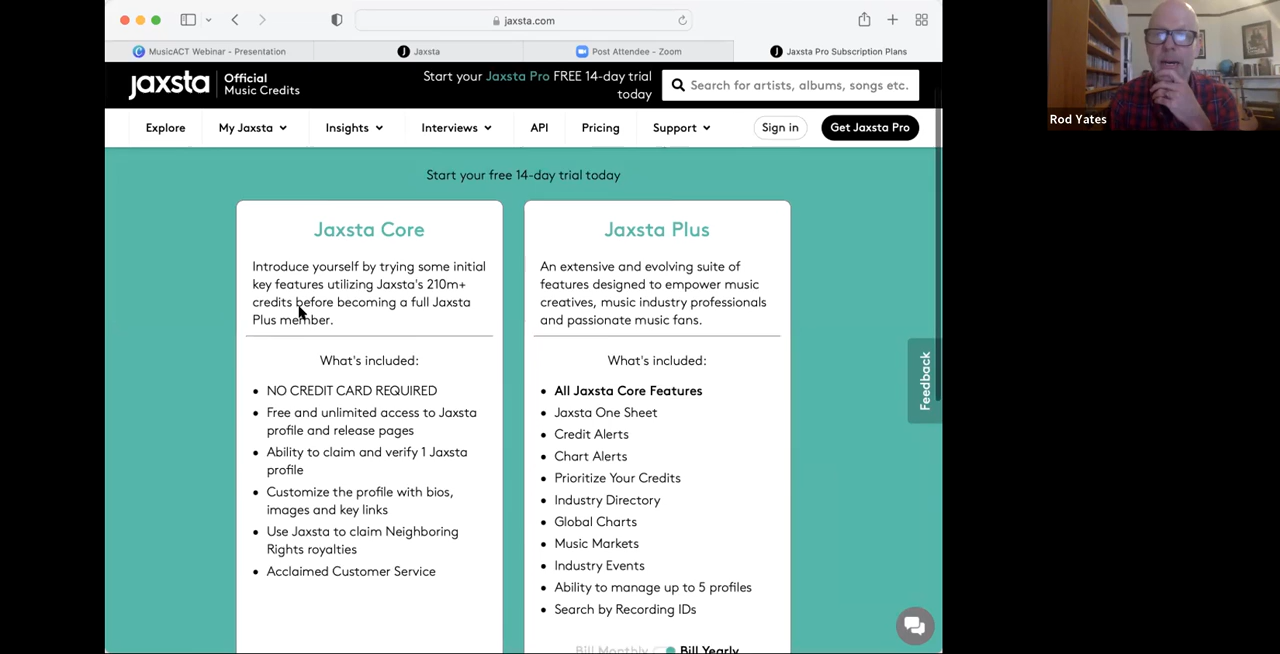 jaxsta.com
MusicACT Webinar - Presentation
Jaxsta
Post Attendee - Zoom
Jaxsta Pro Subscription Plans
jaxsta
Official
Music Credits
Start your Jaxsta Pro FREE 14-day trial
today
Search for artists, albums, songs etc.
Explore
My Jaxsta
Insights
Interviews
API
Pricing
Support
Sign in
Get Jaxsta Pro
Rod Yates
Start your free 14-day trial today
Jaxsta Core
Introduce yourself by trying some initial
key features utilizing Jaxsta's 210m+
credits before becoming a full Jaxsta
Plus member.
What's included:
• NO CREDIT CARD REQUIRED
• Free and unlimited access to Jaxsta
profile and release pages
• Ability to claim and verify 1 Jaxsta
profile
• Customize the profile with bios,
images and key links
• Use Jaxsta to claim Neighboring
Rights royalties
• Acclaimed Customer Service
Jaxsta Plus
An extensive and evolving suite of
features designed to empower music
creatives, music industry professionals
and passionate music fans.
What's included:
• All Jaxsta Core Features
• Jaxsta One Sheet
• Credit Alerts
• Chart Alerts
• Prioritize Your Credits
• Industry Directory
• Global Charts
• Music Markets
• Industry Events
• Ability to manage up to 5 profiles
• Search by Recording IDs
Bill Monthly
Bill Yearly
Feedback